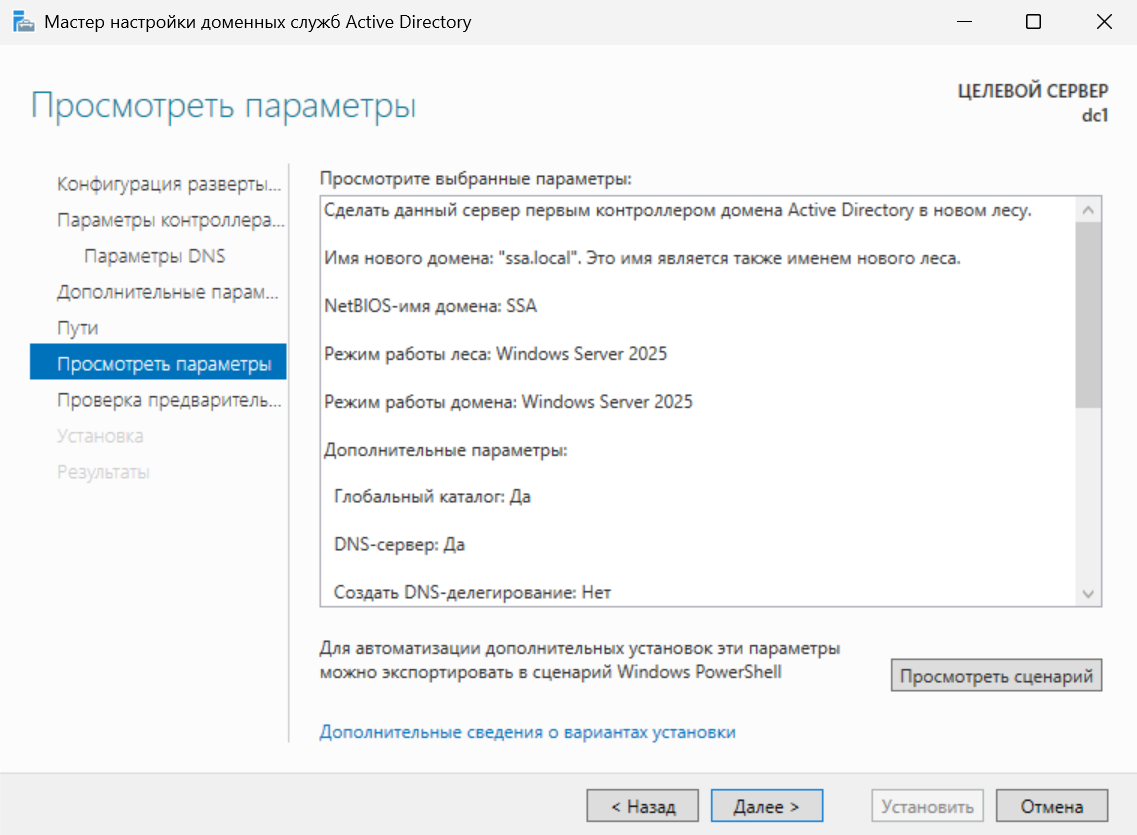 Мастер настройки доменных служб Active Directory
Просмотреть параметры
ЦЕЛЕВОЙ СЕРВЕР
dc1
Конфигурация разверты...
Параметры контроллера...
Параметры DNS
Дополнительные парам...
Пути
Просмотреть параметры
Проверка предваритель...
Установка
Результаты
Просмотрите выбранные параметры:
Сделать данный сервер первым контроллером домена Active Directory в новом лесу.
Имя нового домена: "ssa.local". Это имя является также именем нового леса.
NetBIOS-имя домена: SSA
Режим работы леса: Windows Server 2025
Режим работы домена: Windows Server 2025
Дополнительные параметры:
Глобальный каталог: Да
DNS-сервер: Да
Создать DNS-делегирование: Нет
Для автоматизации дополнительных установок эти параметры
можно экспортировать в сценарий Windows PowerShell
Просмотреть сценарий
Дополнительные сведения о вариантах установки
< Назад
Далее >
Установить
Отмена